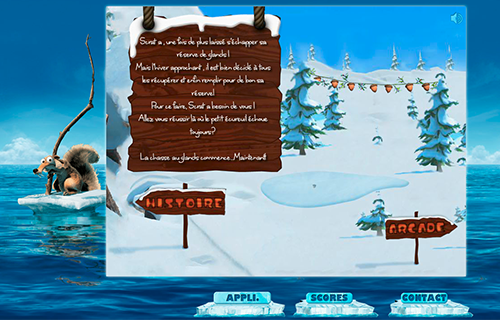 Scrat a, une fois de plus laissé s'échapper sa
réserve de glands !
Mais l'hiver approchant, il est bien décidé à tous
les récupérer et enfin remplir pour de bon sa
réserve!
Pour ce faire, Scrat a besoin de vous !
Allez vous réussir là où le petit écureuil échoue
toujours?
La chasse au glands commence...Maintenant!
HISTOIRE
ARCADE
APPLI.
SCORES
CONTACT